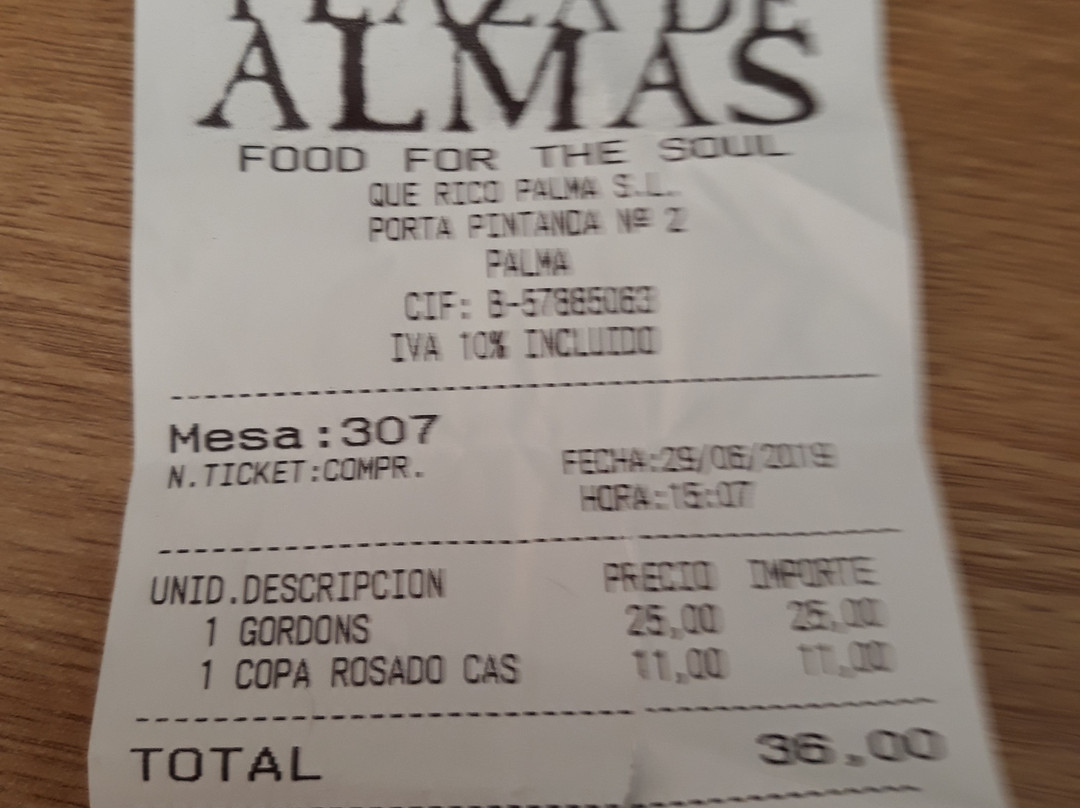 PLAZA DE
ALMAS
FOOD FOR THE SOUL
QUE RICO PALMA S.L.
PORTA PINTANDA Nº 2
PALMA
CIF: B-57885063
IVA 10% INCLUIDO
Mesa:307
N.TICKET:COMPR. FECHA:29/06/2019
HORA:15:07
UNID.DESCRIPCION PRECIO IMPORTE
1 GORDONS 25,00 25,00
1 COPA ROSADO CAS 11,00 11,00
TOTAL 36,00